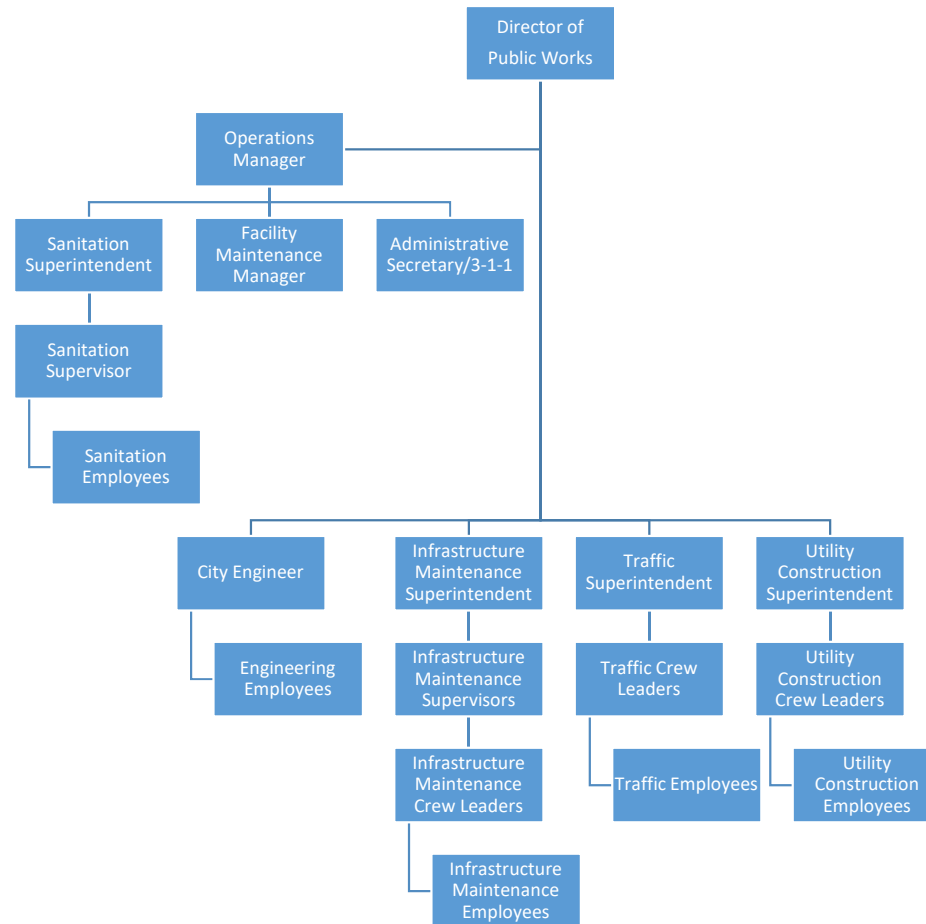 Director of
Public Works
Operations
Manager
Sanitation
Superintendent
Facility
Maintenance
Manager
Administrative
Secretary/3-1-1
Sanitation
Supervisor
Sanitation
Employees
City Engineer
Infrastructure
Maintenance
Superintendent
Traffic
Superintendent
Utility
Construction
Superintendent
Engineering
Employees
Infrastructure
Maintenance
Supervisors
Traffic Crew
Leaders
Utility
Construction
Crew Leaders
Infrastructure
Maintenance
Crew Leaders
Traffic Employees
Utility
Construction
Employees
Infrastructure
Maintenance
Employees